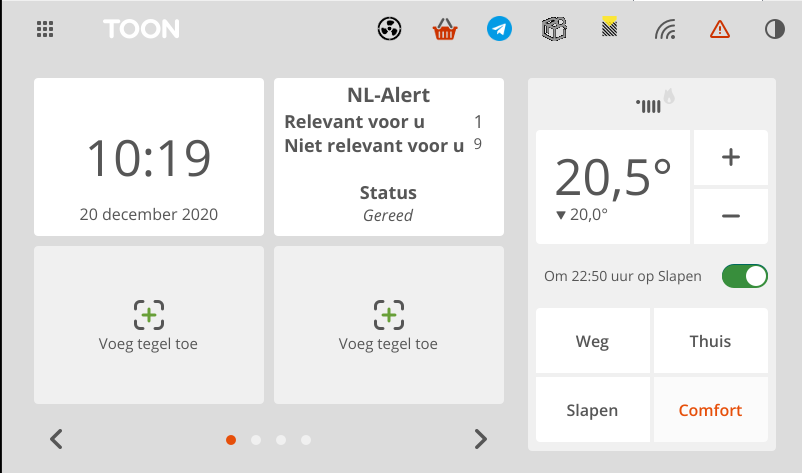 TOON
10:19
20 december 2020
NL-Alert
Relevant voor u 1
Niet relevant voor u 9
Status
Gereed
Voeg tegel toe
Voeg tegel toe
20,5°
▼ 20,0°
+
−
Om 22:50 uur op Slapen
Weg
Thuis
Slapen
Comfort